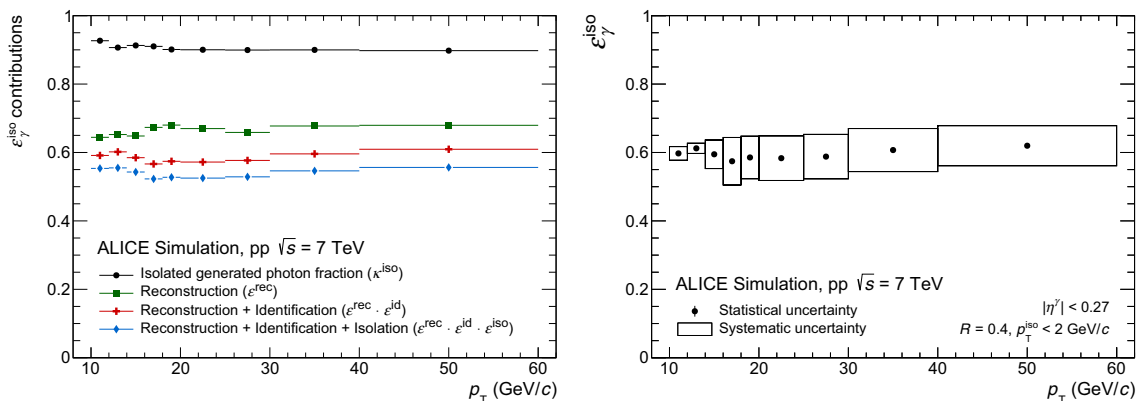 ε_γ^iso contributions
1
0.8
0.6
0.4
0.2
0
ALICE Simulation, pp √s = 7 TeV
Isolated generated photon fraction (κ^iso)
Reconstruction (ε^rec)
Reconstruction + Identification (ε^rec · ε^id)
Reconstruction + Identification + Isolation (ε^rec · ε^id · ε^iso)
10 20 30 40 50 60
p_T (GeV/c)
ε_γ^iso
1
0.8
0.6
0.4
0.2
0
ALICE Simulation, pp √s = 7 TeV
Statistical uncertainty
Systematic uncertainty
|η^γ| < 0.27
R = 0.4, p_T^iso < 2 GeV/c
10 20 30 40 50 60
p_T (GeV/c)